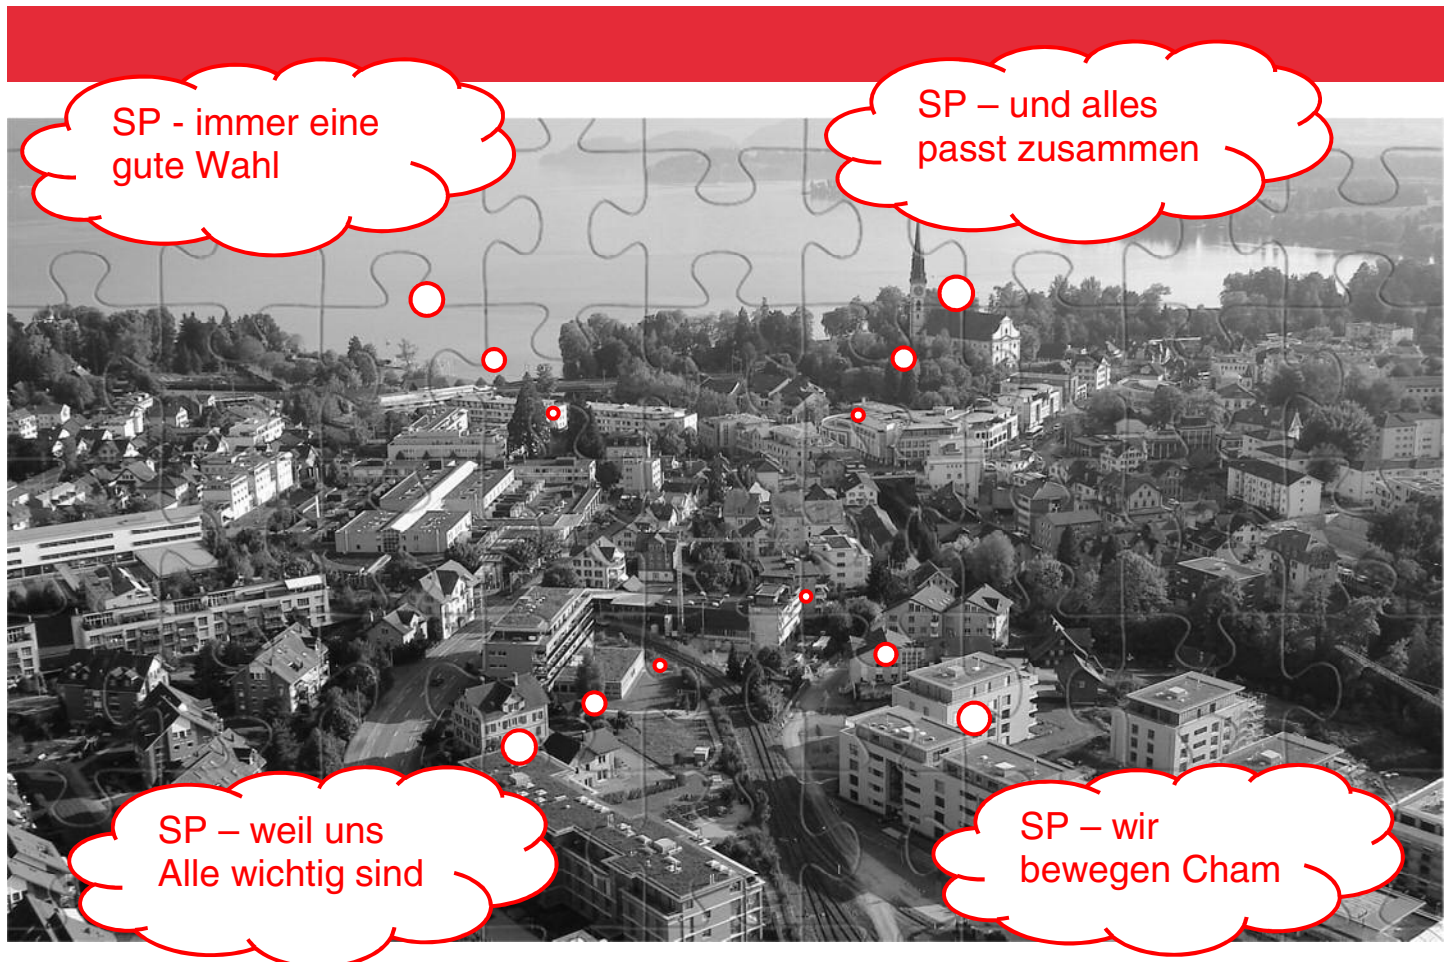 SP - immer eine
gute Wahl
SP – und alles
passt zusammen
SP – weil uns
Alle wichtig sind
SP – wir
bewegen Cham